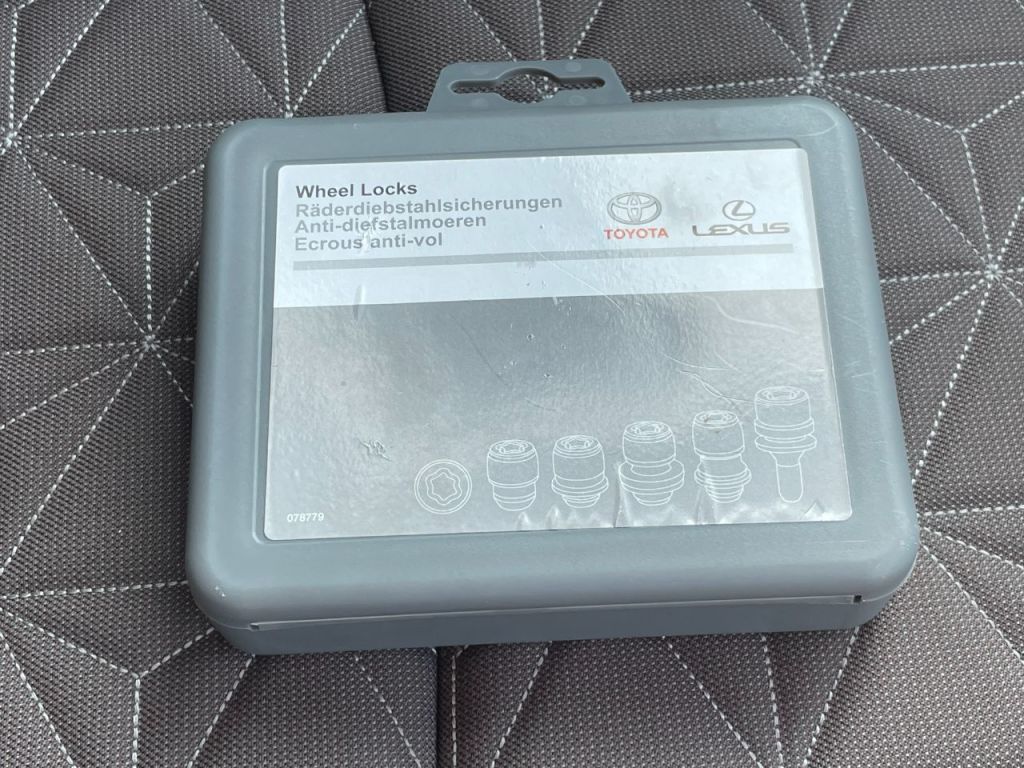 Wheel Locks
Räderdiebstahlsicherungen
Anti-diefstalmoeren
Ecrous anti-vol
TOYOTA
LEXUS
078779